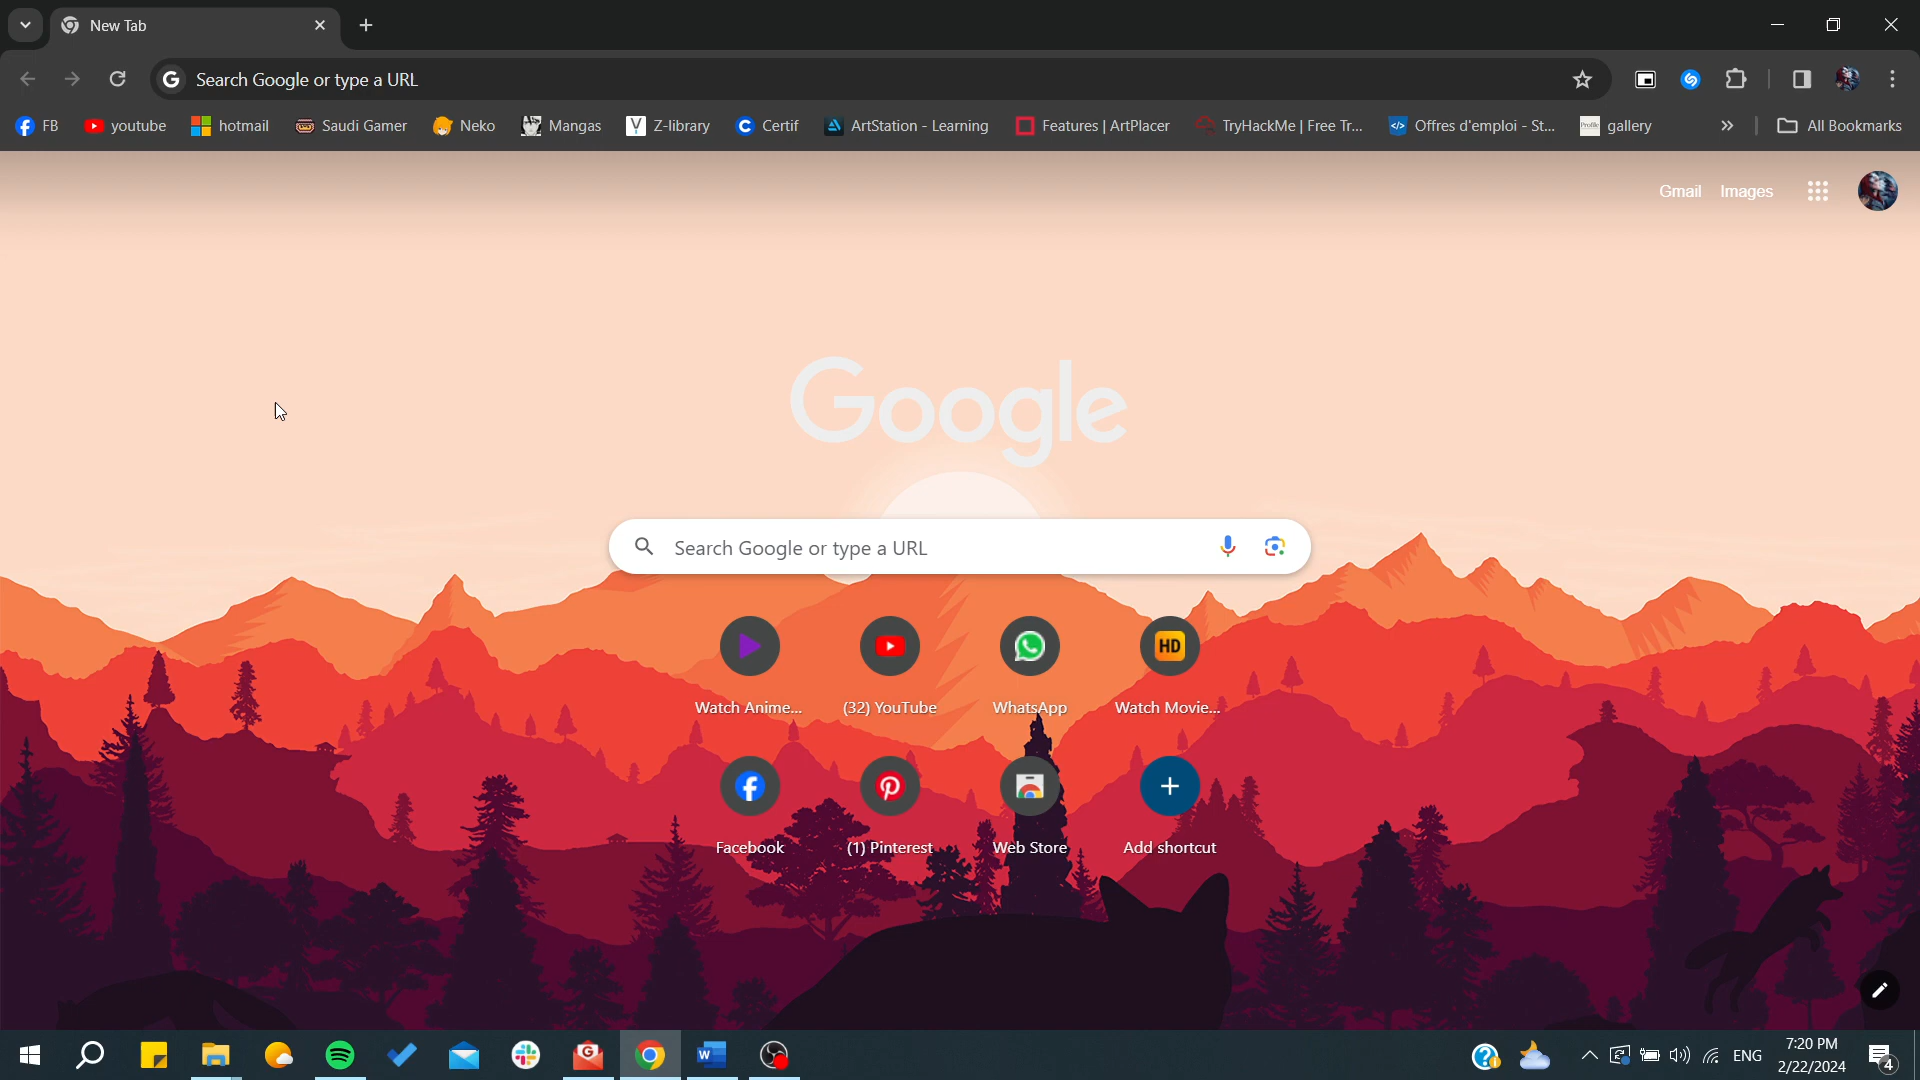 New Tab
Search Google or type a URL
FB youtube hotmail Saudi Gamer Neko Mangas Z-library Certif ArtStation - Learning Features | ArtPlacer TryHackMe | Free Tr... Offres d'emploi - St... gallery » All Bookmarks
Gmail Images
Google
Search Google or type a URL
HD
Watch Anime... (32) YouTube WhatsApp Watch Movie...
Facebook (1) Pinterest Web Store Add shortcut
ENG
7:20 PM
2/22/2024
4